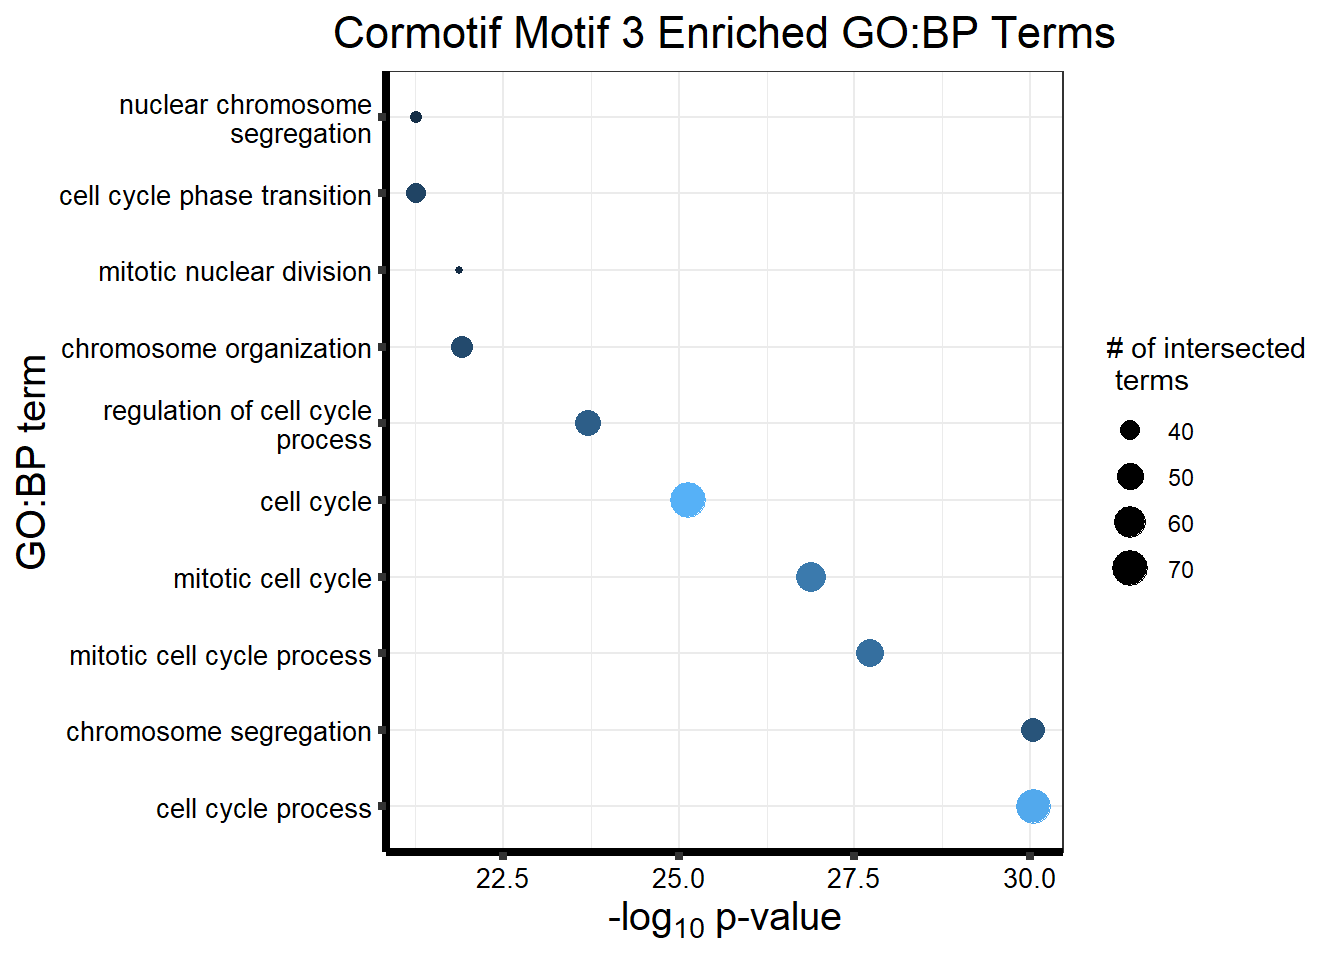 Cormotif Motif 3 Enriched GO:BP Terms
nuclear chromosome
segregation
cell cycle phase transition
mitotic nuclear division
chromosome organization
regulation of cell cycle
process
cell cycle
mitotic cell cycle
mitotic cell cycle process
chromosome segregation
cell cycle process
GO:BP term
22.5 25.0 27.5 30.0
-log10 p-value
# of intersected
terms
40
50
60
70